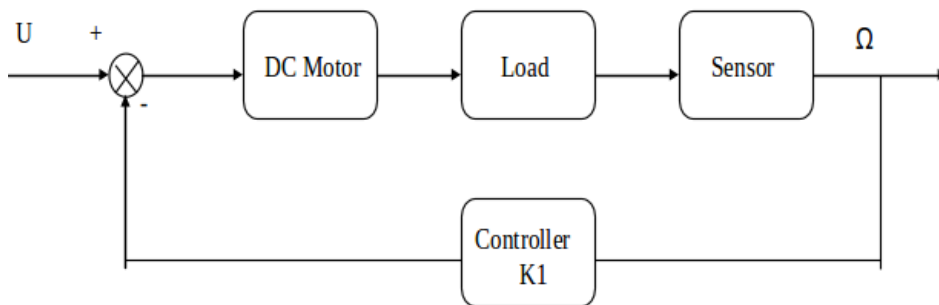 U + Ω
DC Motor Load Sensor
-
Controller
K1